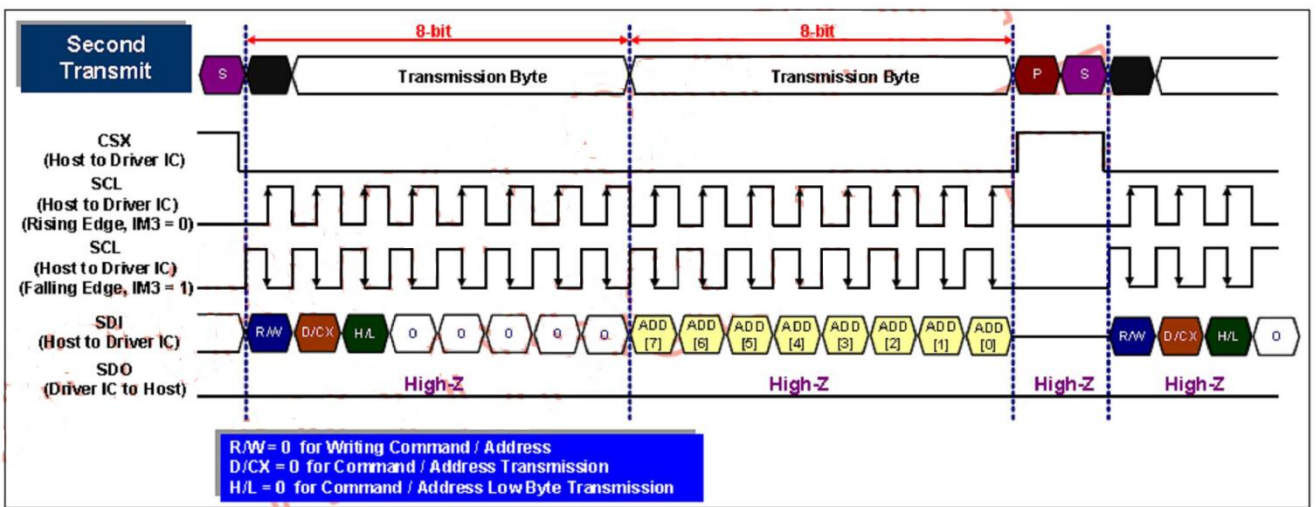 Second
Transmit
8-bit
8-bit
S
Transmission Byte
Transmission Byte
P
S
CSX
(Host to Driver IC)
SCL
(Host to Driver IC)
(Rising Edge, IM3 = 0)
SCL
(Host to Driver IC)
(Falling Edge, IM3 = 1)
SDI
(Host to Driver IC)
R/W
D/CX
H/L
0
0
0
0
0
ADD
[7]
ADD
[6]
ADD
[5]
ADD
[4]
ADD
[3]
ADD
[2]
ADD
[1]
ADD
[0]
R/W
D/CX
H/L
0
SDO
(Driver IC to Host)
High-Z
High-Z
High-Z
High-Z
R/W = 0 for Writing Command / Address
D/CX = 0 for Command / Address Transmission
H/L = 0 for Command / Address Low Byte Transmission